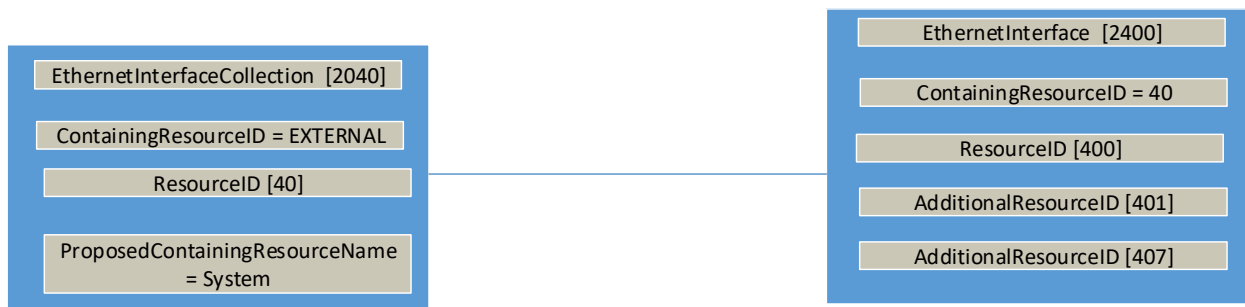 EthernetInterfaceCollection [2040]
ContainingResourceID = EXTERNAL
ResourceID [40]
ProposedContainingResourceName
= System
EthernetInterface [2400]
ContainingResourceID = 40
ResourceID [400]
AdditionalResourceID [401]
AdditionalResourceID [407]